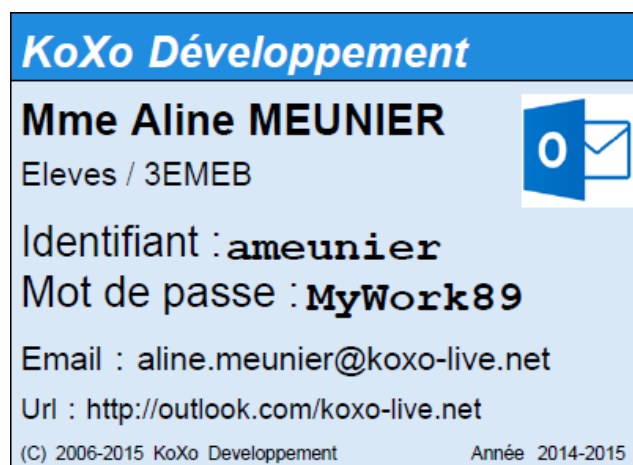 KoXo Développement
Mme Aline MEUNIER
O
Eleves / 3EMEB
Identifiant : ameunier
Mot de passe : MyWork89
Email : aline.meunier@koxo-live.net
Url : http://outlook.com/koxo-live.net
(C) 2006-2015 KoXo Developpement Année 2014-2015